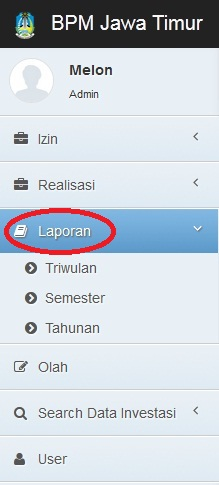 BPM Jawa Timur
Melon
Admin
Izin
Realisasi
Laporan
Triwulan
Semester
Tahunan
Olah
Search Data Investasi
User